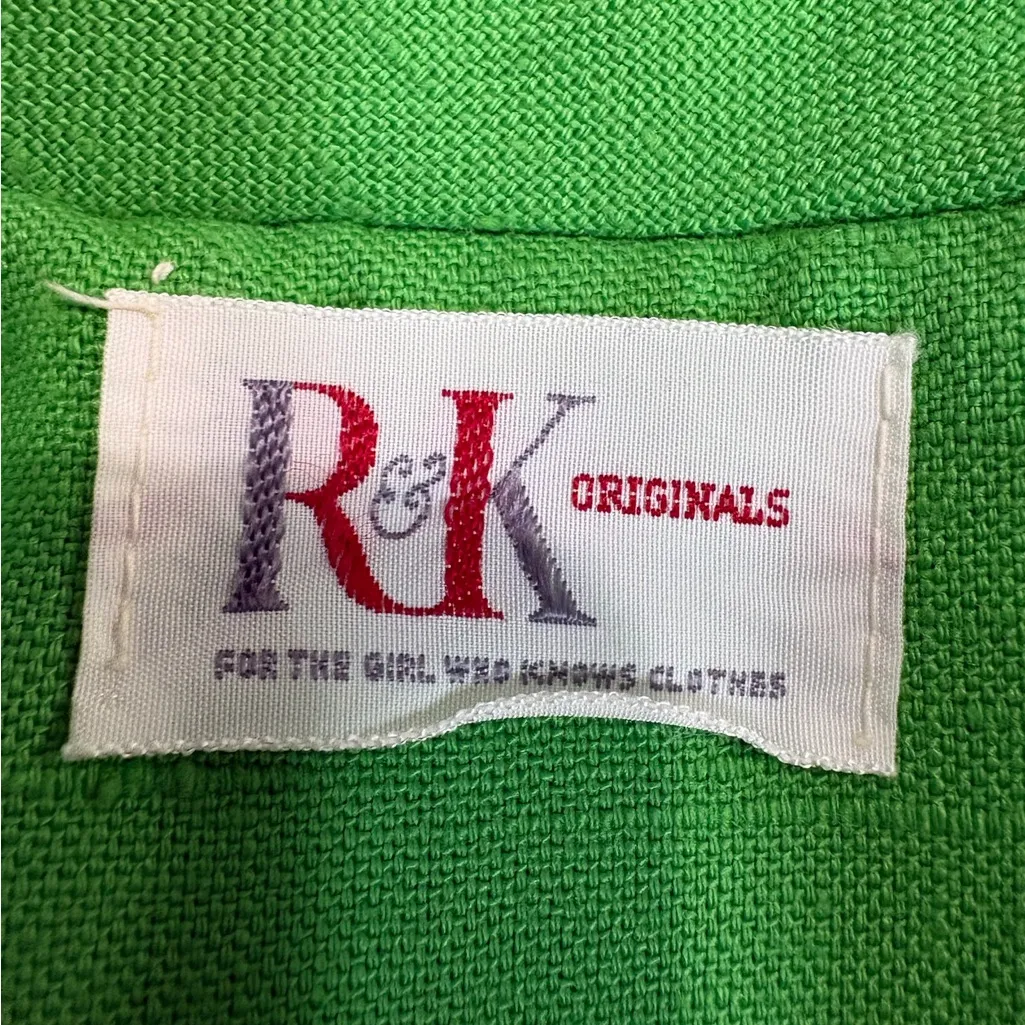 R&K ORIGINALS
FOR THE GIRL WHO KNOWS CLOTHES